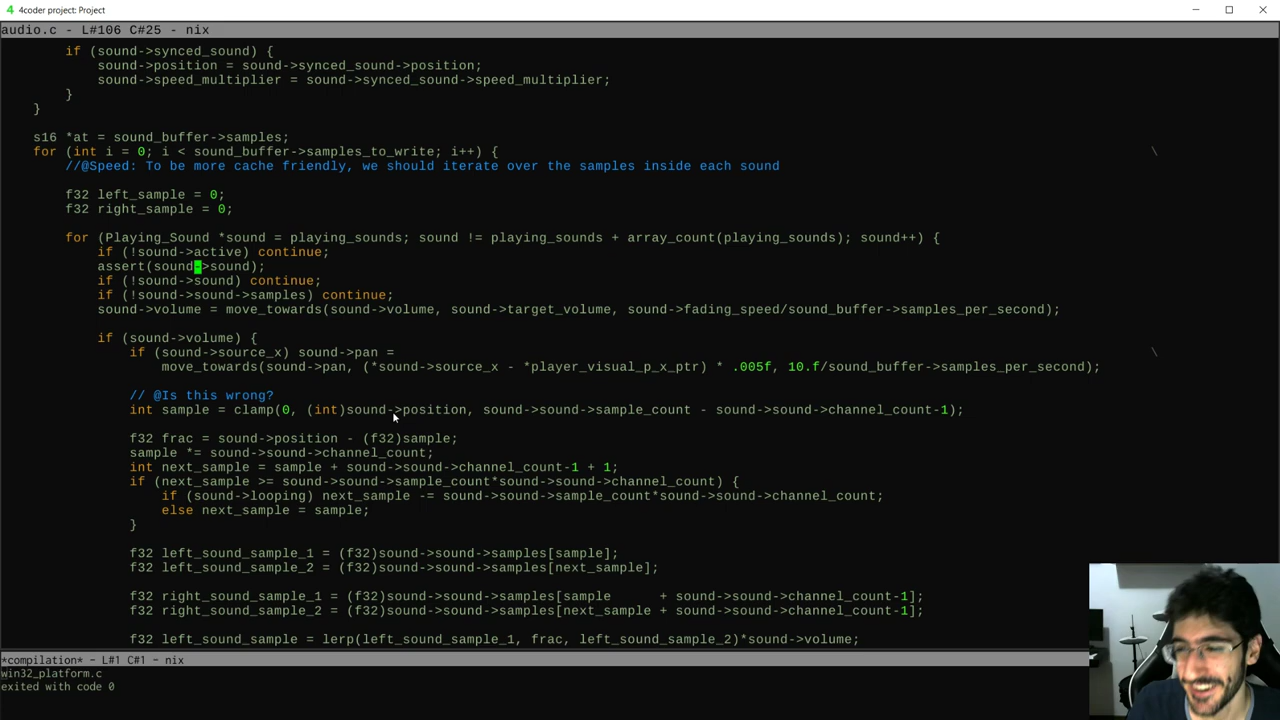 4 4coder project: Project
audio.c - L#106 C#25 - nix
if (sound->synced_sound) {
sound->position = sound->synced_sound->position;
sound->speed_multiplier = sound->synced_sound->speed_multiplier;
}
}
s16 *at = sound_buffer->samples;
for (int i = 0; i < sound_buffer->samples_to_write; i++) { \
//@Speed: To be more cache friendly, we should iterate over the samples inside each sound
f32 left_sample = 0;
f32 right_sample = 0;
for (Playing_Sound *sound = playing_sounds; sound != playing_sounds + array_count(playing_sounds); sound++) {
if (!sound->active) continue;
assert(sound->sound);
if (!sound->sound) continue;
if (!sound->sound->samples) continue;
sound->volume = move_towards(sound->volume, sound->target_volume, sound->fading_speed/sound_buffer->samples_per_second);
if (sound->volume) {
if (sound->source_x) sound->pan = \
move_towards(sound->pan, (*sound->source_x - *player_visual_p_x_ptr) * .005f, 10.f/sound_buffer->samples_per_second);
// @Is this wrong?
int sample = clamp(0, (int)sound->position, sound->sound->sample_count - sound->sound->channel_count-1);
f32 frac = sound->position - (f32)sample;
sample *= sound->sound->channel_count;
int next_sample = sample + sound->sound->channel_count-1 + 1;
if (next_sample >= sound->sound->sample_count*sound->sound->channel_count) {
if (sound->looping) next_sample -= sound->sound->sample_count*sound->sound->channel_count;
else next_sample = sample;
}
f32 left_sound_sample_1 = (f32)sound->sound->samples[sample];
f32 left_sound_sample_2 = (f32)sound->sound->samples[next_sample];
f32 right_sound_sample_1 = (f32)sound->sound->samples[sample      + sound->sound->channel_count-1];
f32 right_sound_sample_2 = (f32)sound->sound->samples[next_sample + sound->sound->channel_count-1];
f32 left_sound_sample = lerp(left_sound_sample_1, frac, left_sound_sample_2)*sound->volume;
*compilation* - L#1 C#1 - nix
win32_platform.c
exited with code 0